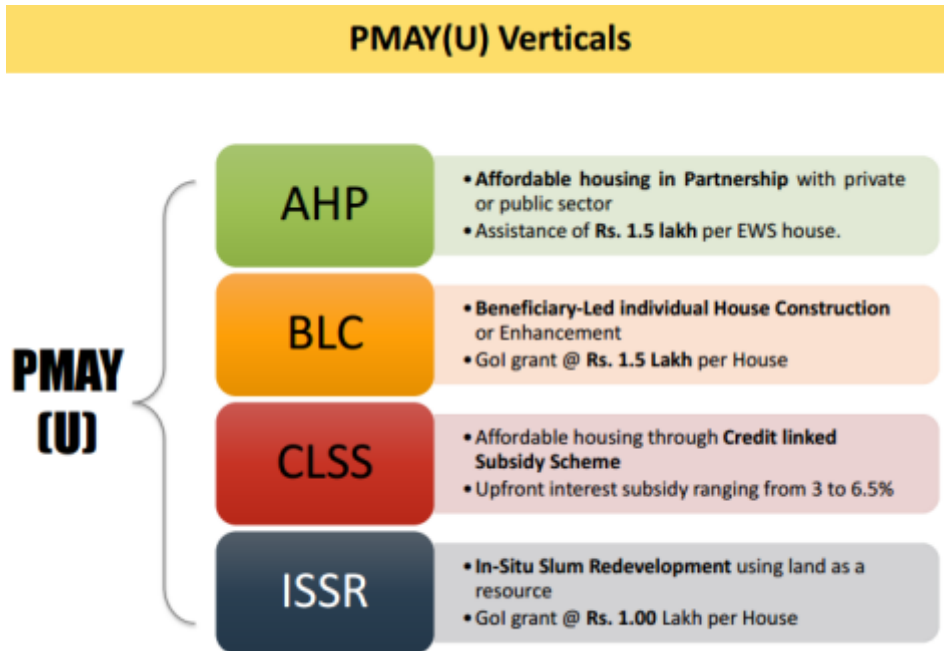 PMAY(U) Verticals
PMAY
(U)
AHP
• Affordable housing in Partnership with private
or public sector
• Assistance of Rs. 1.5 lakh per EWS house.
BLC
• Beneficiary-Led individual House Construction
or Enhancement
• GoI grant @ Rs. 1.5 Lakh per House
CLSS
• Affordable housing through Credit linked
Subsidy Scheme
• Upfront interest subsidy ranging from 3 to 6.5%
ISSR
• In-Situ Slum Redevelopment using land as a
resource
• GoI grant @ Rs. 1.00 Lakh per House